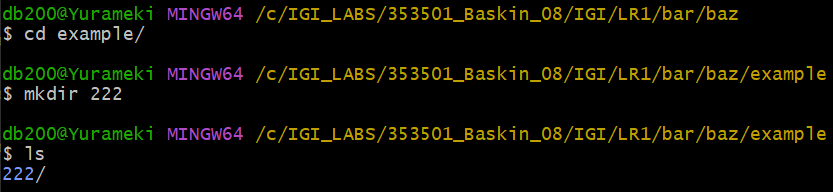 db200@Yurameki MINGW64 /c/IGI_LABS/353501_Baskin_08/IGI/LR1/bar/baz
$ cd example/
db200@Yurameki MINGW64 /c/IGI_LABS/353501_Baskin_08/IGI/LR1/bar/baz/example
$ mkdir 222
db200@Yurameki MINGW64 /c/IGI_LABS/353501_Baskin_08/IGI/LR1/bar/baz/example
$ ls
222/